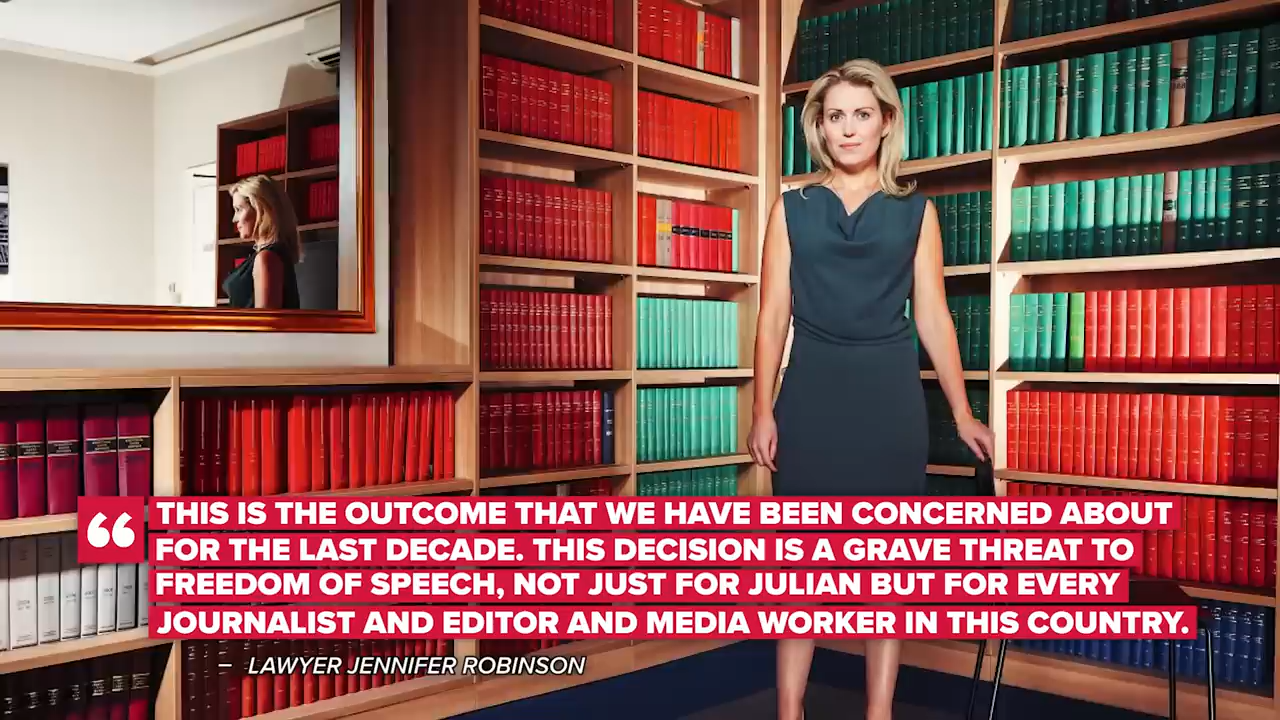 THIS IS THE OUTCOME THAT WE HAVE BEEN CONCERNED ABOUT
FOR THE LAST DECADE. THIS DECISION IS A GRAVE THREAT TO
FREEDOM OF SPEECH, NOT JUST FOR JULIAN BUT FOR EVERY
JOURNALIST AND EDITOR AND MEDIA WORKER IN THIS COUNTRY.
– LAWYER JENNIFER ROBINSON